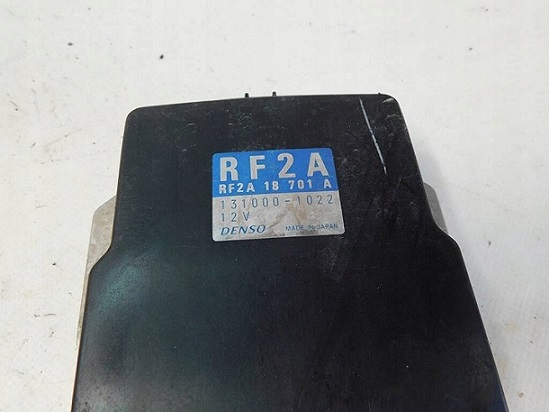 RF2A
RF2A 18 701 A
131000-1022
12V
DENSO MADE IN JAPAN